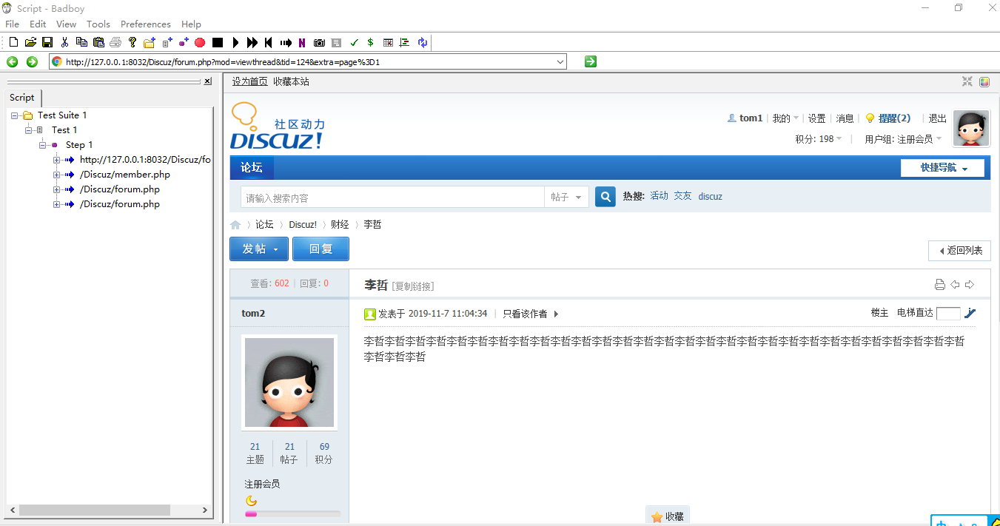 Script - Badboy
File Edit View Tools Preferences Help
http://127.0.0.1:8032/Discuz/forum.php?mod=viewthread&tid=124&extra=page%3D1
Script
Test Suite 1
Test 1
Step 1
http://127.0.0.1:8032/Discuz/fo
/Discuz/member.php
/Discuz/forum.php
/Discuz/forum.php
设为首页 收藏本站
社区动力
DISCUZ!
tom1 我的 设置 消息 提醒(2) 退出
积分: 198 用户组: 注册会员
论坛 快捷导航
请输入搜索内容 帖子 热搜: 活动 交友 discuz
论坛 Discuz! 财经 李哲
发帖 回复 返回列表
查看: 602 回复: 0 李哲 [复制链接]
tom2 发表于 2019-11-7 11:04:34 只看该作者 楼主 电梯直达
李哲李哲李哲李哲李哲李哲李哲李哲李哲李哲李哲李哲李哲李哲李哲李哲李哲李哲李哲李哲李哲李哲李哲李哲李哲李哲李哲李哲李哲
李哲李哲李哲
21 21 69
主题 帖子 积分
注册会员
收藏